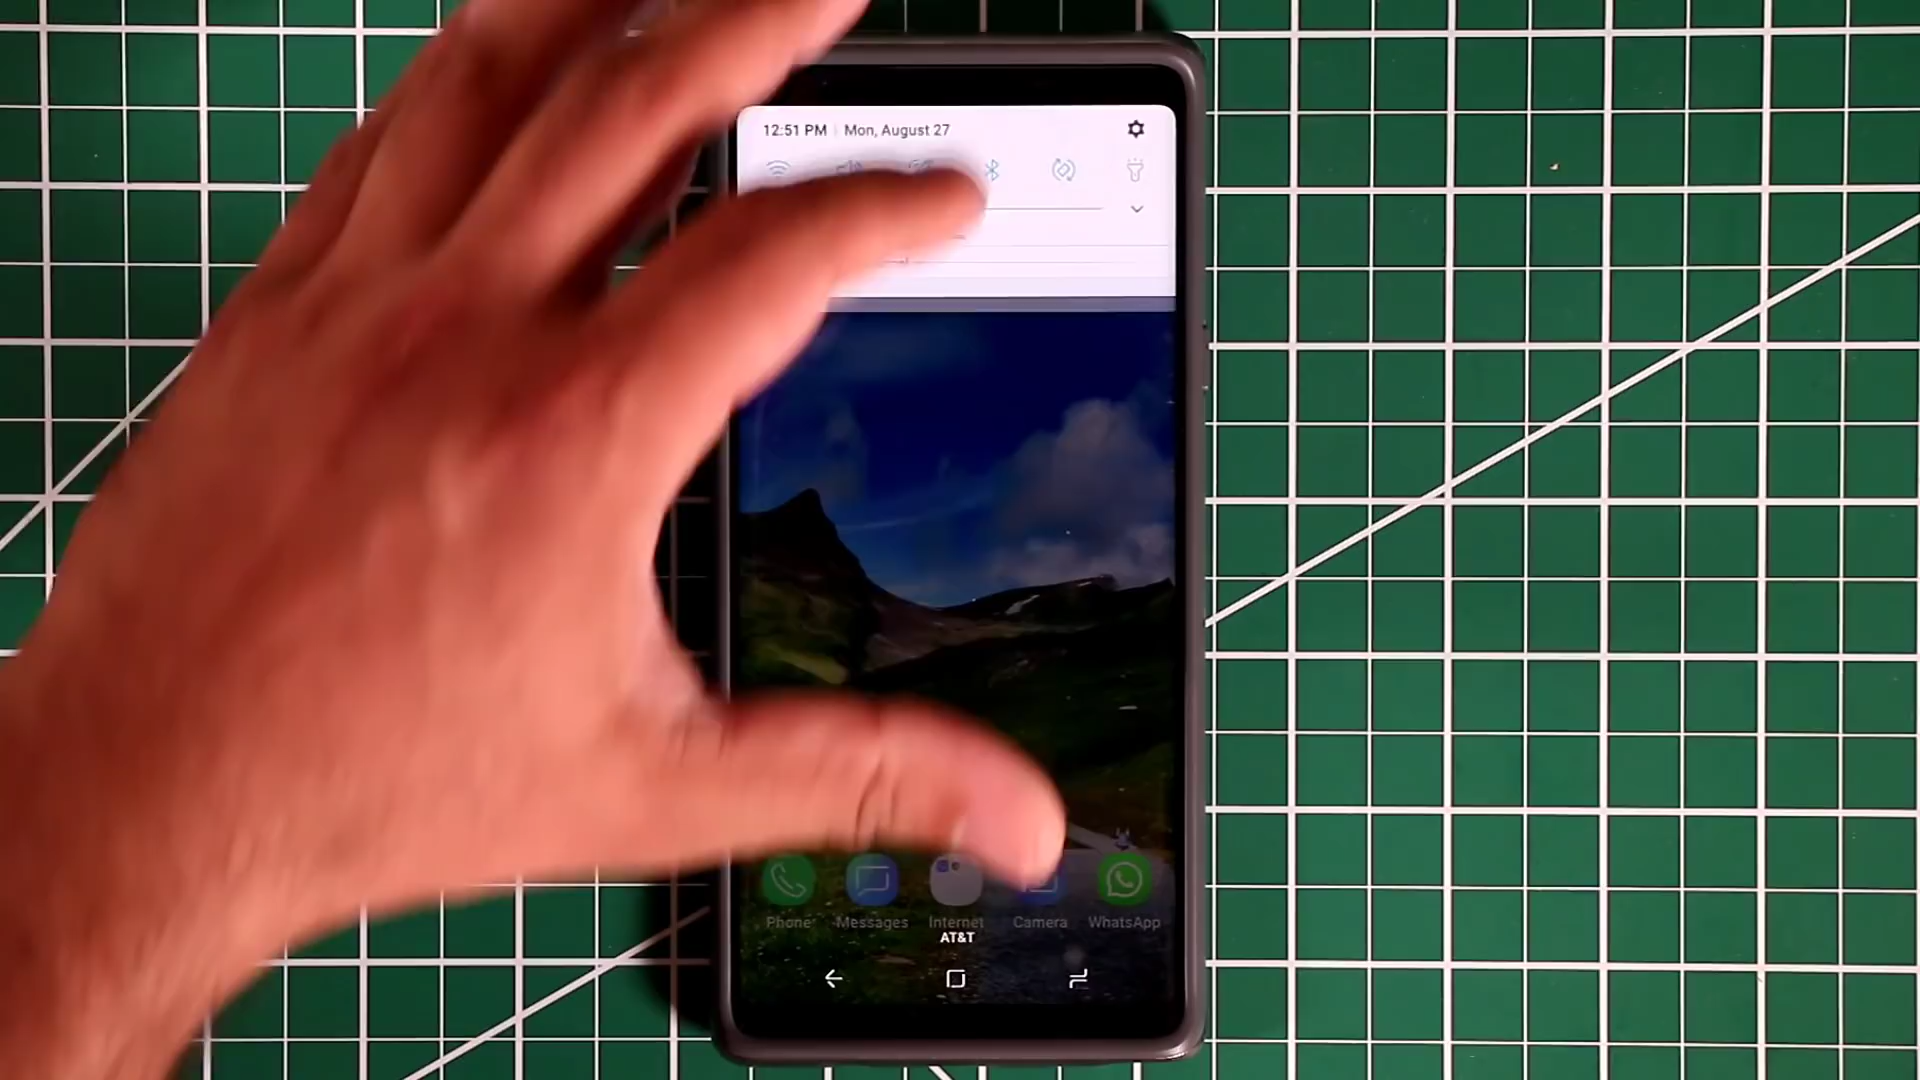 12:51 PM | Mon, August 27
Phone Messages Internet Camera WhatsApp
AT&T